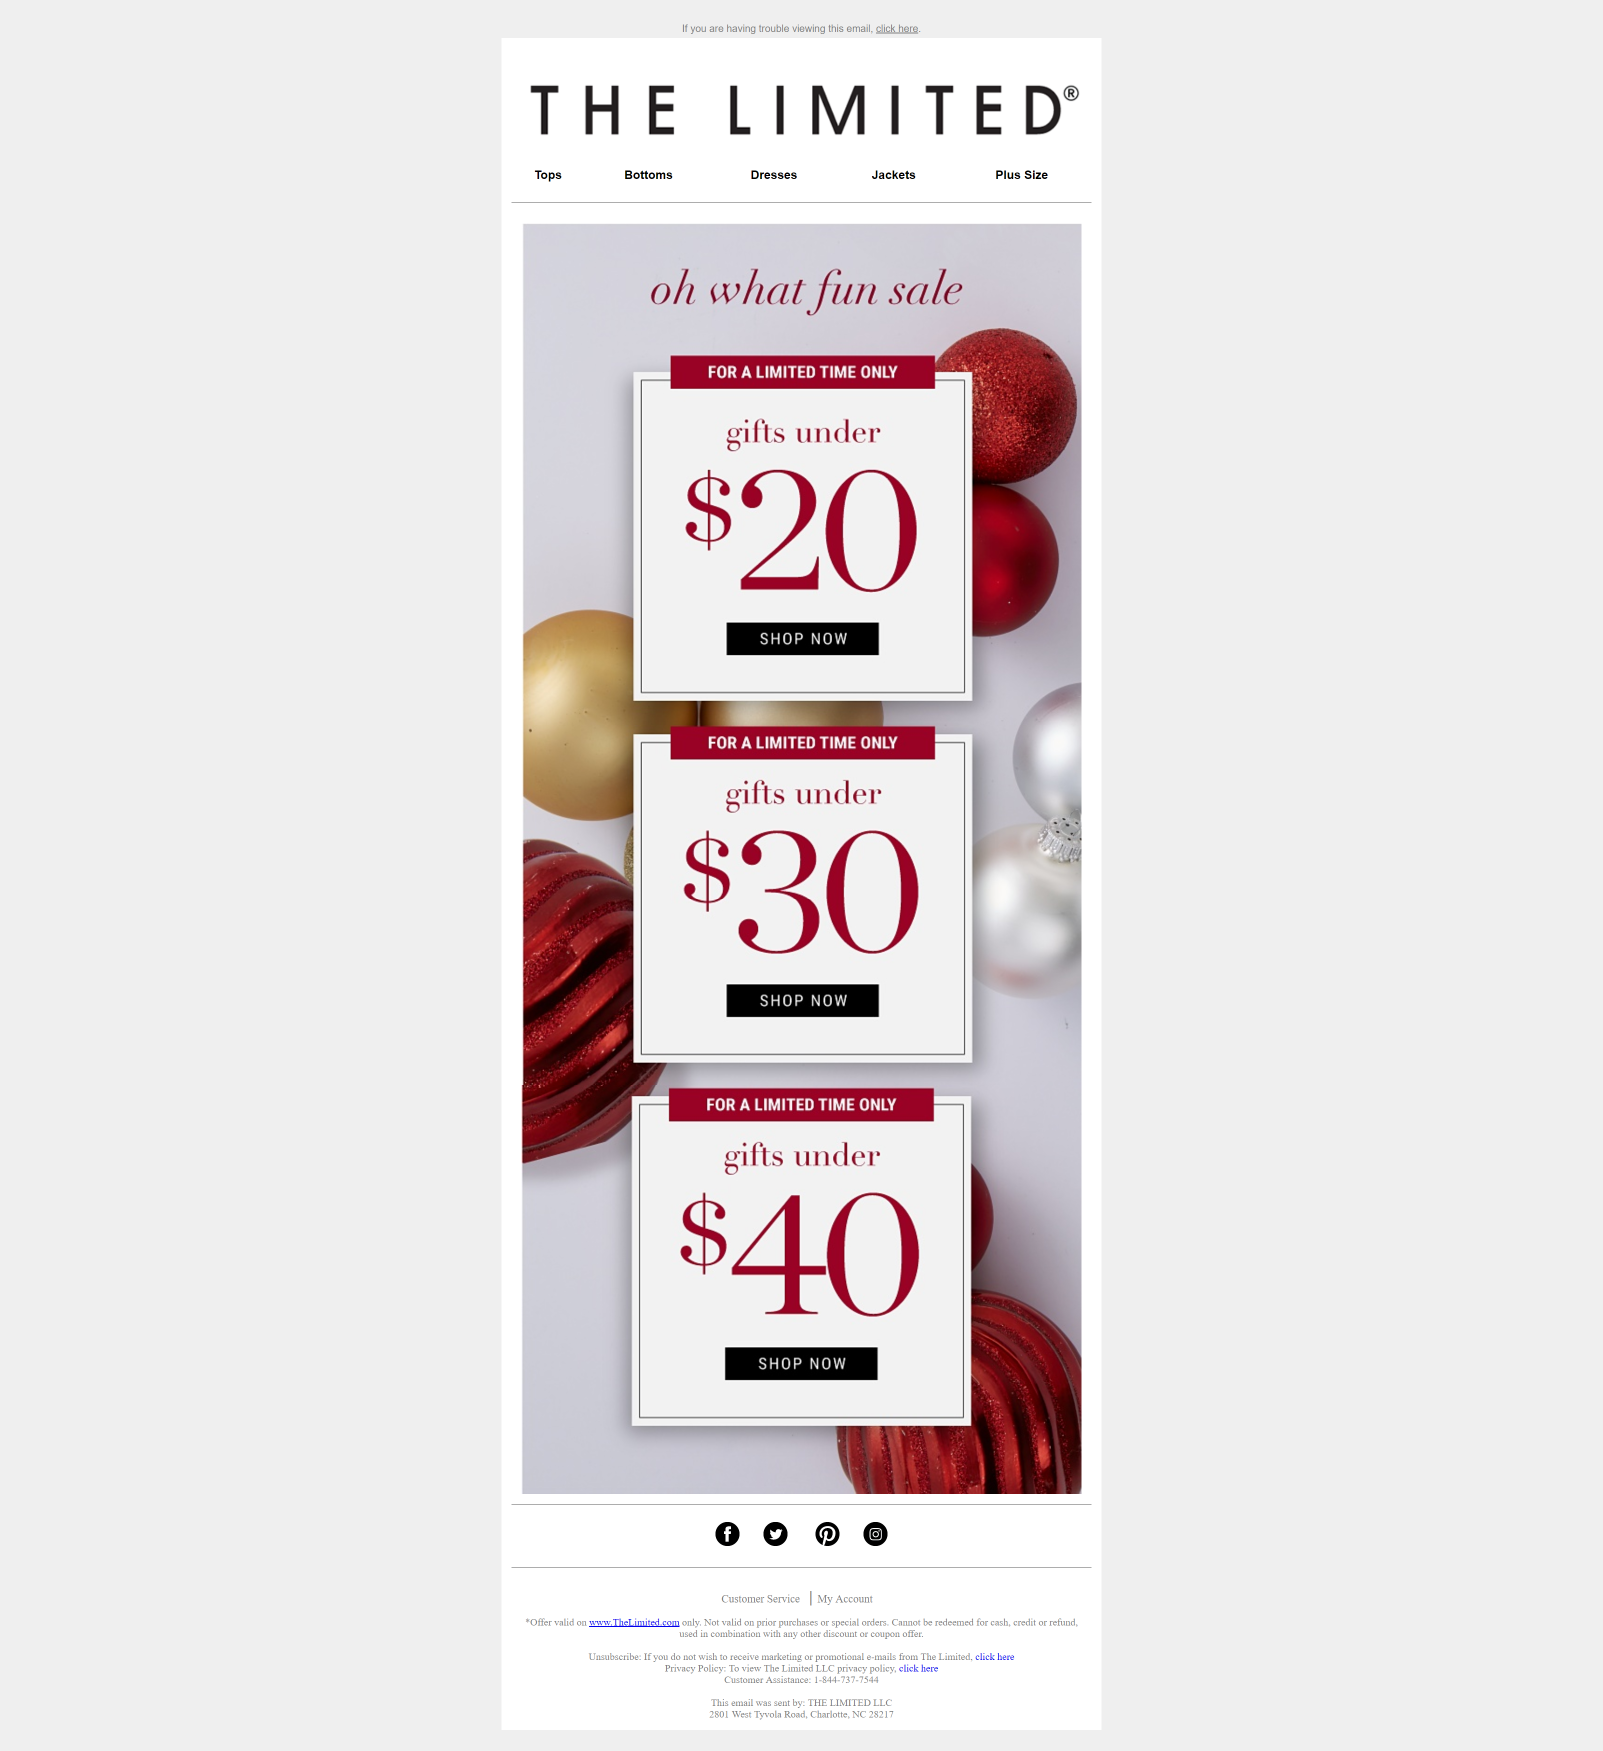 If you are having trouble viewing this email, click here.
THE LIMITED®
Tops Bottoms Dresses Jackets Plus Size
oh what fun sale
FOR A LIMITED TIME ONLY
gifts under
$20
SHOP NOW
FOR A LIMITED TIME ONLY
gifts under
$30
SHOP NOW
FOR A LIMITED TIME ONLY
gifts under
$40
SHOP NOW
Customer Service | My Account
*Offer valid on www.TheLimited.com only. Not valid on prior purchases or special orders. Cannot be redeemed for cash, credit or refund,
used in combination with any other discount or coupon offer.
Unsubscribe: If you do not wish to receive marketing or promotional e-mails from The Limited, click here
Privacy Policy: To view The Limited LLC privacy policy, click here
Customer Assistance: 1-844-737-7544
This email was sent by: THE LIMITED LLC
2801 West Tyvola Road, Charlotte, NC 28217